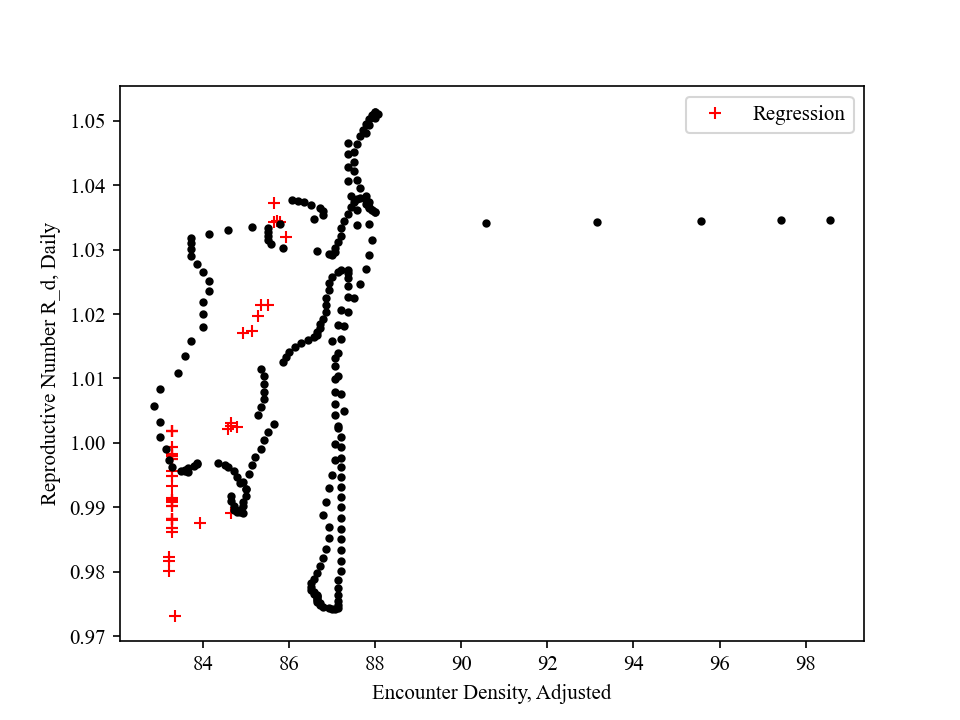 Regression
Reproductive Number R_d, Daily
1.05
1.04
1.03
1.02
1.01
1.00
0.99
0.98
0.97
84 86 88 90 92 94 96 98
Encounter Density, Adjusted